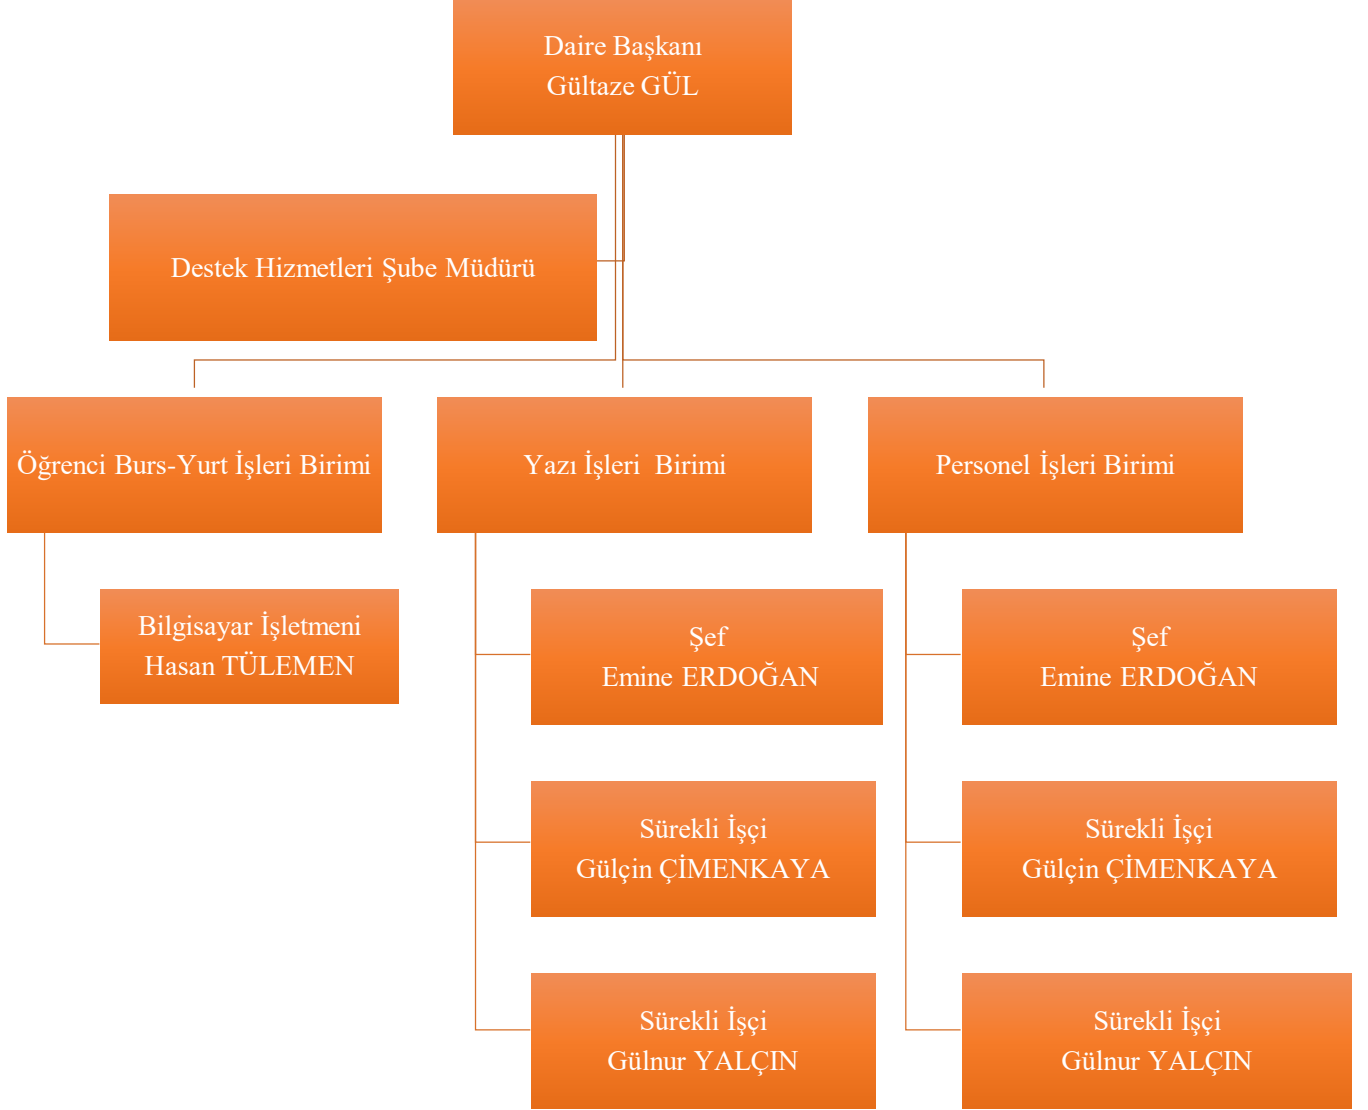 Daire Başkanı
Gültaze GÜL
Destek Hizmetleri Şube Müdürü
Öğrenci Burs-Yurt İşleri Birimi
Yazı İşleri  Birimi
Personel İşleri Birimi
Bilgisayar İşletmeni
Hasan TÜLEMEN
Şef
Emine ERDOĞAN
Şef
Emine ERDOĞAN
Sürekli İşçi
Gülçin ÇİMENKAYA
Sürekli İşçi
Gülçin ÇİMENKAYA
Sürekli İşçi
Gülnur YALÇIN
Sürekli İşçi
Gülnur YALÇIN